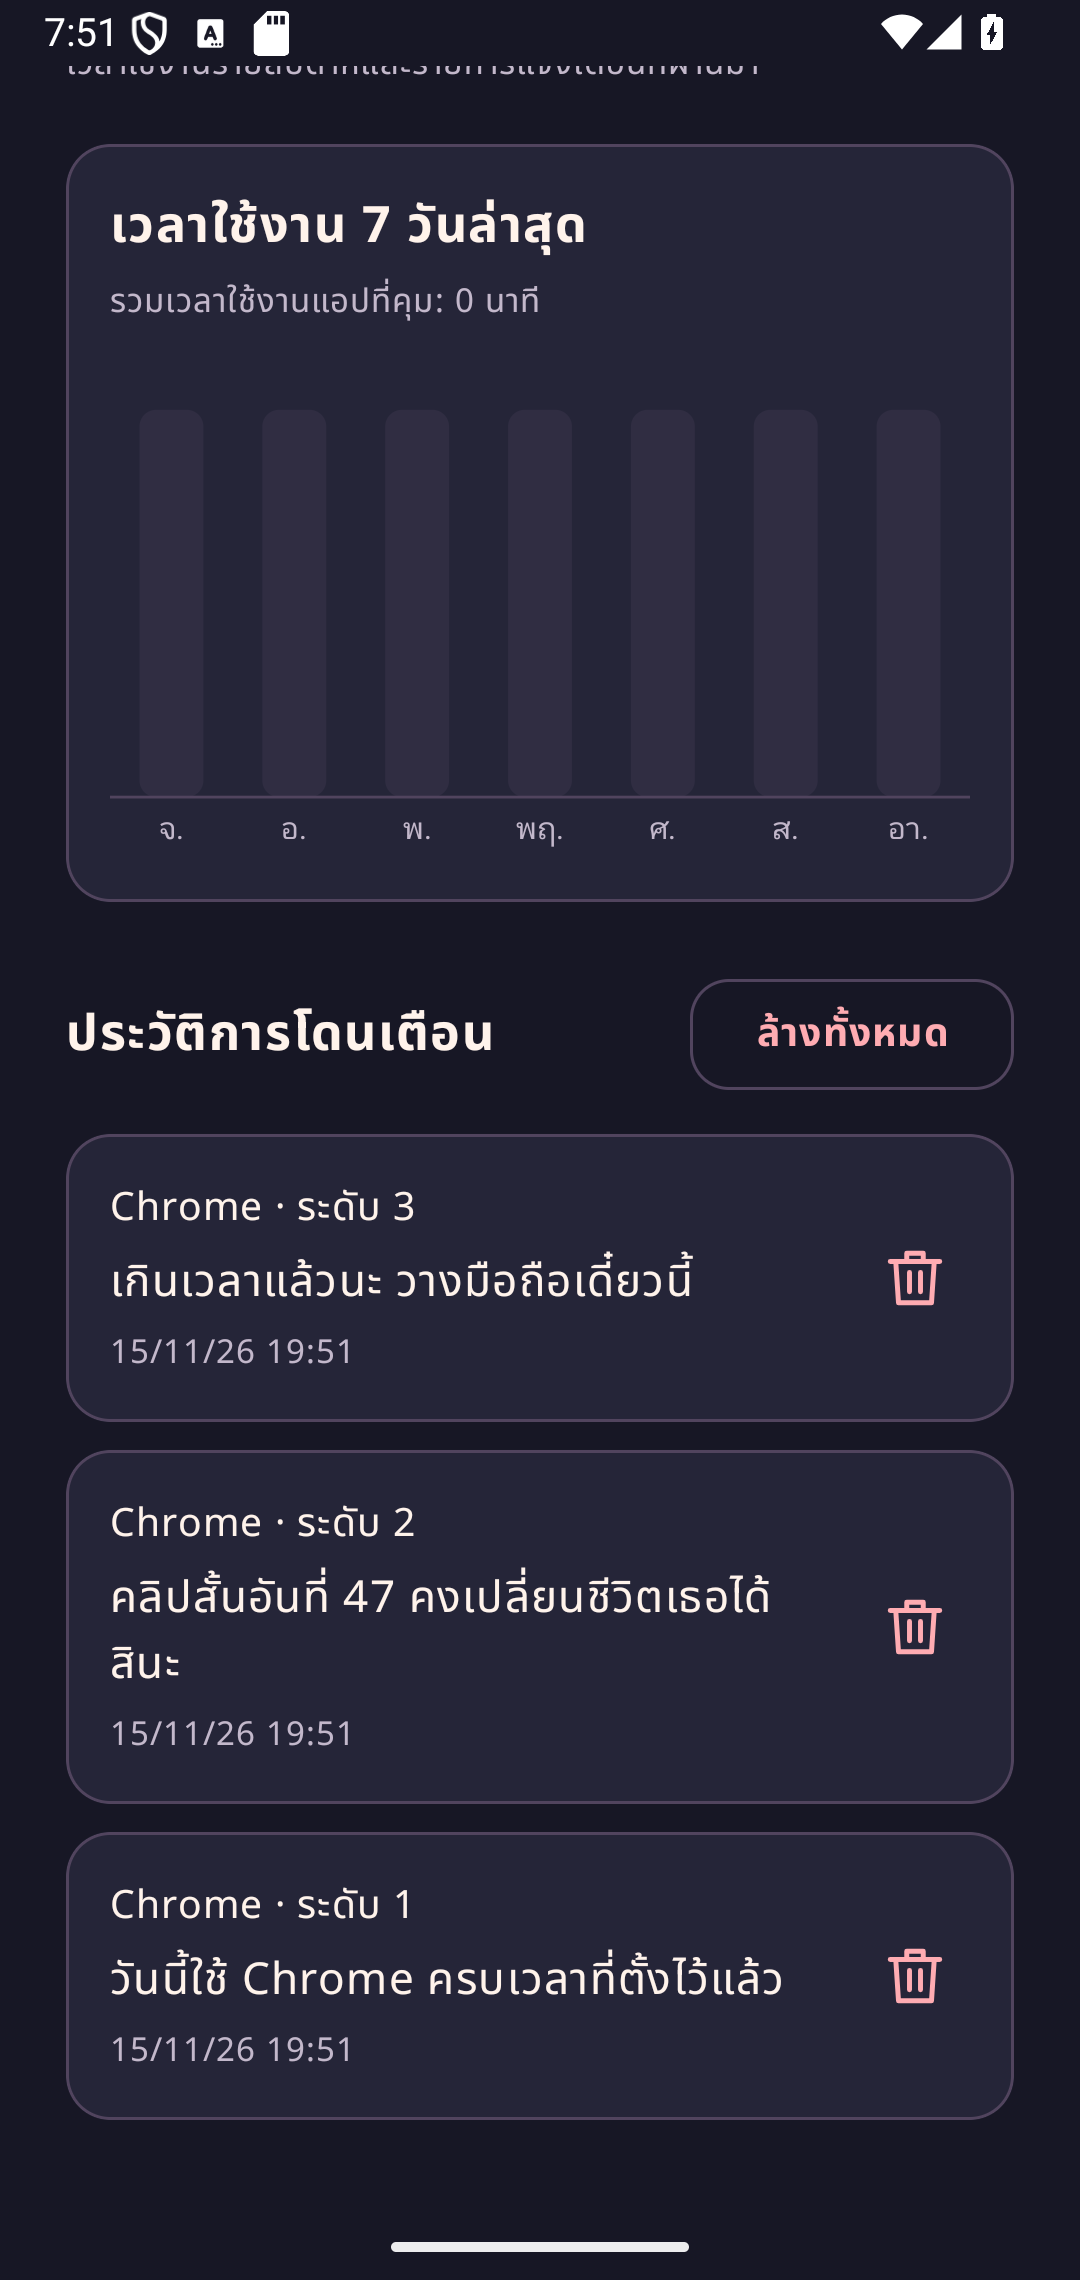 7:51
เวลาใช้งาน 7 วันล่าสุด
รวมเวลาใช้งานแอปที่คุม: 0 นาที
จ. อ. พ. พฤ. ศ. ส. อา.
ประวัติการโดนเตือน
ล้างทั้งหมด
Chrome · ระดับ 3
เกินเวลาแล้วนะ วางมือถือเดี๋ยวนี้
15/11/26 19:51
Chrome · ระดับ 2
คลิปสั้นอันที่ 47 คงเปลี่ยนชีวิตเธอได้
สินะ
15/11/26 19:51
Chrome · ระดับ 1
วันนี้ใช้ Chrome ครบเวลาที่ตั้งไว้แล้ว
15/11/26 19:51